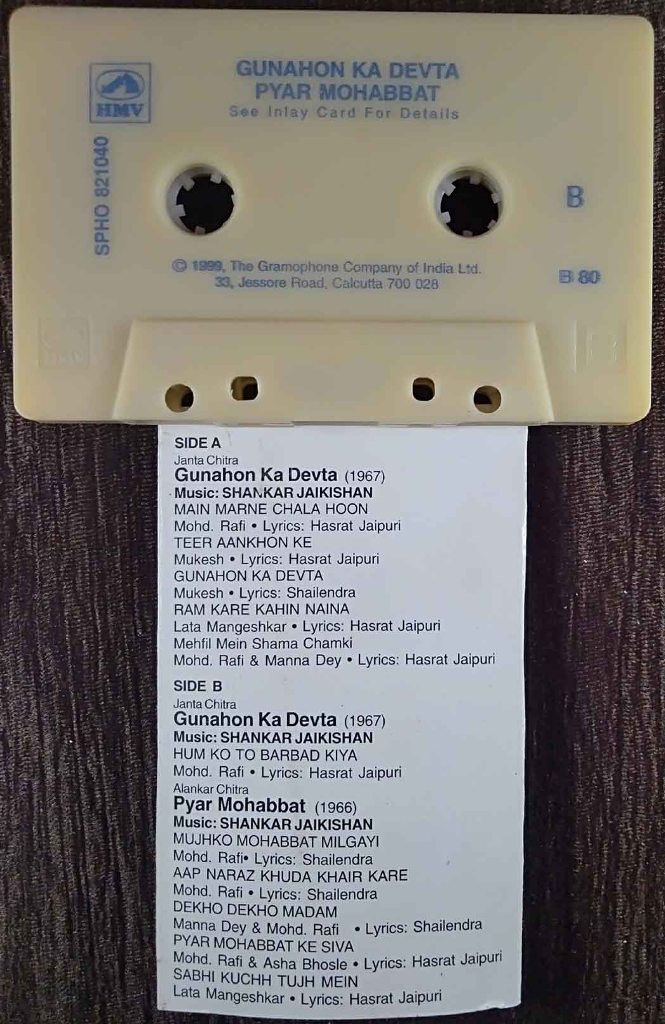 GUNAHON KA DEVTA
PYAR MOHABBAT
See Inlay Card For Details
HMV
SPHO 821040
B
© 1999, The Gramophone Company of India Ltd.
33, Jessore Road, Calcutta 700 028
B 80
HMV
SIDE A
Janta Chitra
Gunahon Ka Devta (1967)
Music: SHANKAR JAIKISHAN
MAIN MARNE CHALA HOON
Mohd. Rafi • Lyrics: Hasrat Jaipuri
TEER AANKHON KE
Mukesh • Lyrics: Hasrat Jaipuri
GUNAHON KA DEVTA
Mukesh • Lyrics: Shailendra
RAM KARE KAHIN NAINA
Lata Mangeshkar • Lyrics: Hasrat Jaipuri
Mehfil Mein Shama Chamki
Mohd. Rafi & Manna Dey • Lyrics: Hasrat Jaipuri
SIDE B
Janta Chitra
Gunahon Ka Devta (1967)
Music: SHANKAR JAIKISHAN
HUM KO TO BARBAD KIYA
Mohd. Rafi • Lyrics: Hasrat Jaipuri
Alankar Chitra
Pyar Mohabbat (1966)
Music: SHANKAR JAIKISHAN
MUJHKO MOHABBAT MILGAYI
Mohd. Rafi• Lyrics: Shailendra
AAP NARAZ KHUDA KHAIR KARE
Mohd. Rafi • Lyrics: Shailendra
DEKHO DEKHO MADAM
Manna Dey & Mohd. Rafi • Lyrics: Shailendra
PYAR MOHABBAT KE SIVA
Mohd. Rafi & Asha Bhosle • Lyrics: Hasrat Jaipuri
SABHI KUCHH TUJH MEIN
Lata Mangeshkar • Lyrics: Hasrat Jaipuri